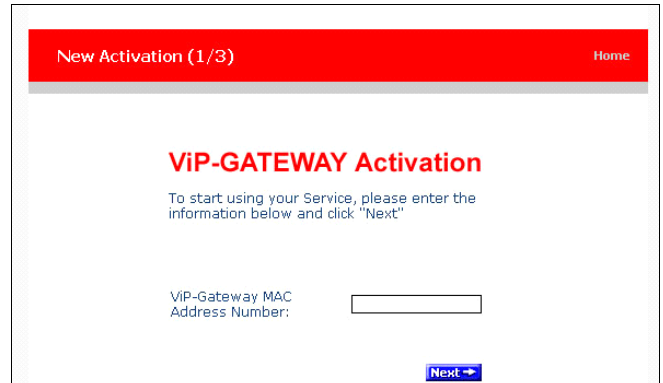 New Activation (1/3)
Home
ViP-GATEWAY Activation
To start using your Service, please enter the
information below and click "Next"
ViP-Gateway MAC
Address Number:
Next